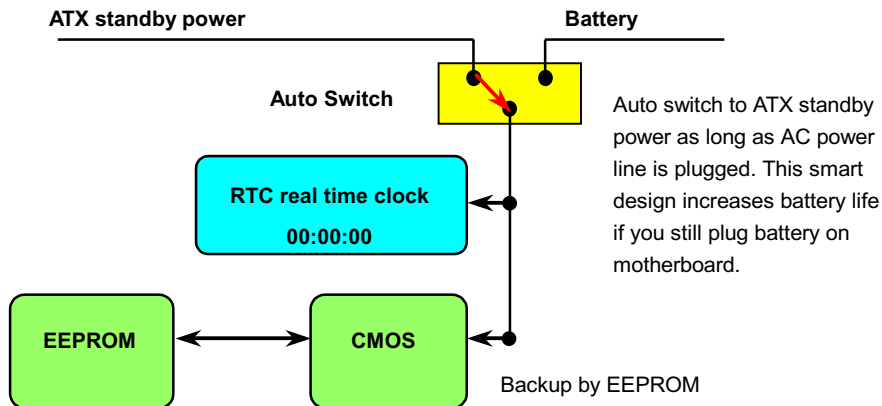 ATX standby power
Battery
Auto Switch
Auto switch to ATX standby
power as long as AC power
line is plugged. This smart
design increases battery life
if you still plug battery on
motherboard.
RTC real time clock
00:00:00
EEPROM
CMOS
Backup by EEPROM